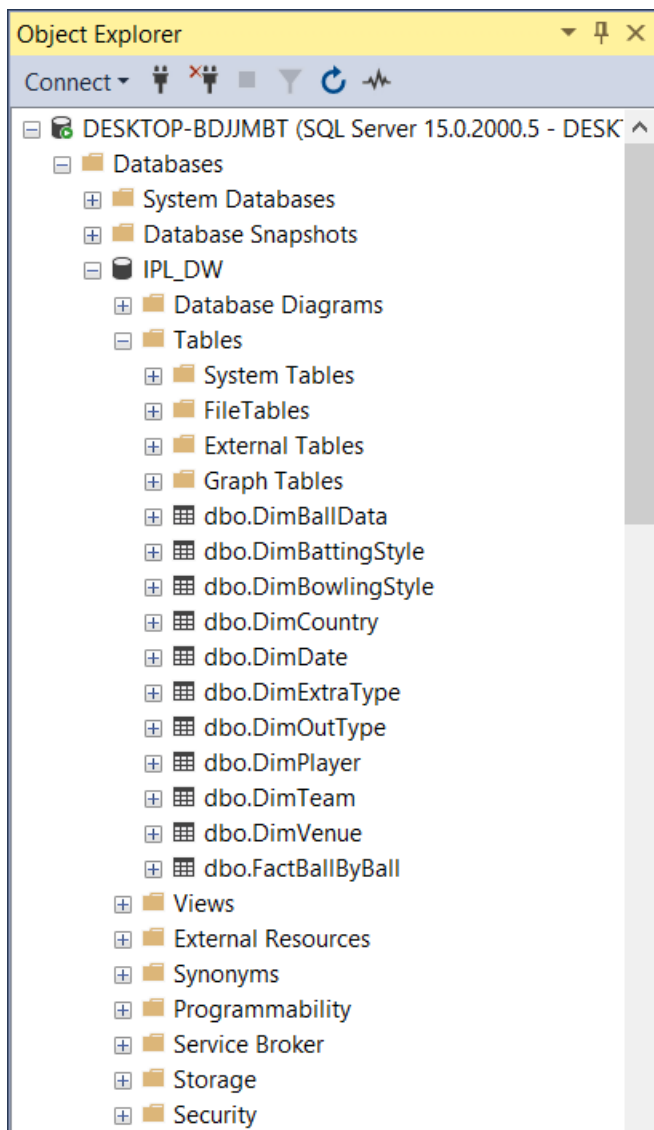 Object Explorer
Connect
DESKTOP-BDJJMBT (SQL Server 15.0.2000.5 - DESK
Databases
System Databases
Database Snapshots
IPL_DW
Database Diagrams
Tables
System Tables
FileTables
External Tables
Graph Tables
dbo.DimBallData
dbo.DimBattingStyle
dbo.DimBowlingStyle
dbo.DimCountry
dbo.DimDate
dbo.DimExtraType
dbo.DimOutType
dbo.DimPlayer
dbo.DimTeam
dbo.DimVenue
dbo.FactBallByBall
Views
External Resources
Synonyms
Programmability
Service Broker
Storage
Security